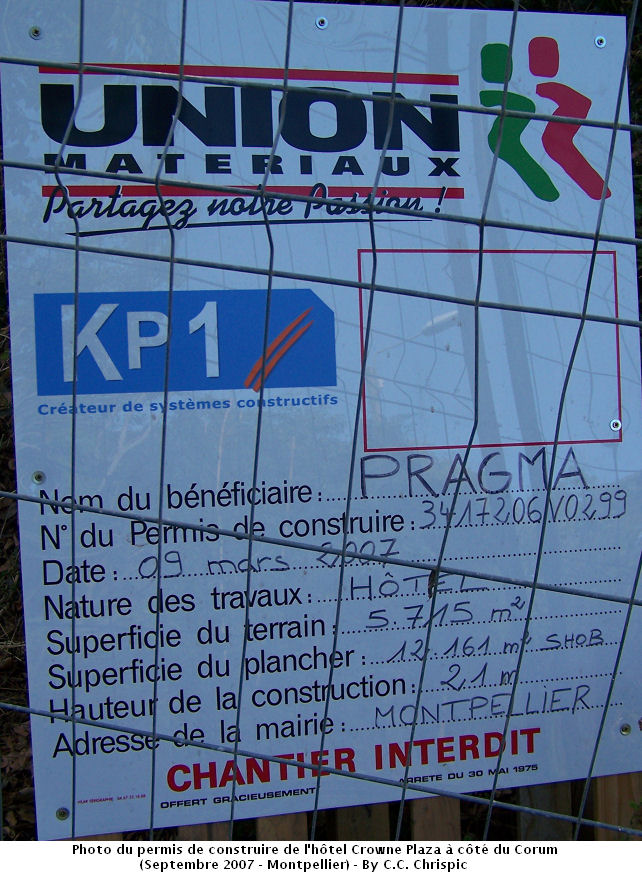 UNION
MATERIAUX
Partagez notre Passion !
KP1
Créateur de systèmes constructifs
Nom du bénéficiaire : PRAGMA
N° du Permis de construire : 3417206V0299
Date : 09 mars 2007
Nature des travaux : HÔTEL
Superficie du terrain : 5.715 m²
Superficie du plancher : 12.161 m² SHOB
Hauteur de la construction : 21 m
Adresse de la mairie : MONTPELLIER
CHANTIER INTERDIT
OFFERT GRACIEUSEMENT ARRETE DU 30 MAI 1975
Photo du permis de construire de l'hôtel Crowne Plaza à côté du Corum
(Septembre 2007 - Montpellier) - By C.C. Chrispic